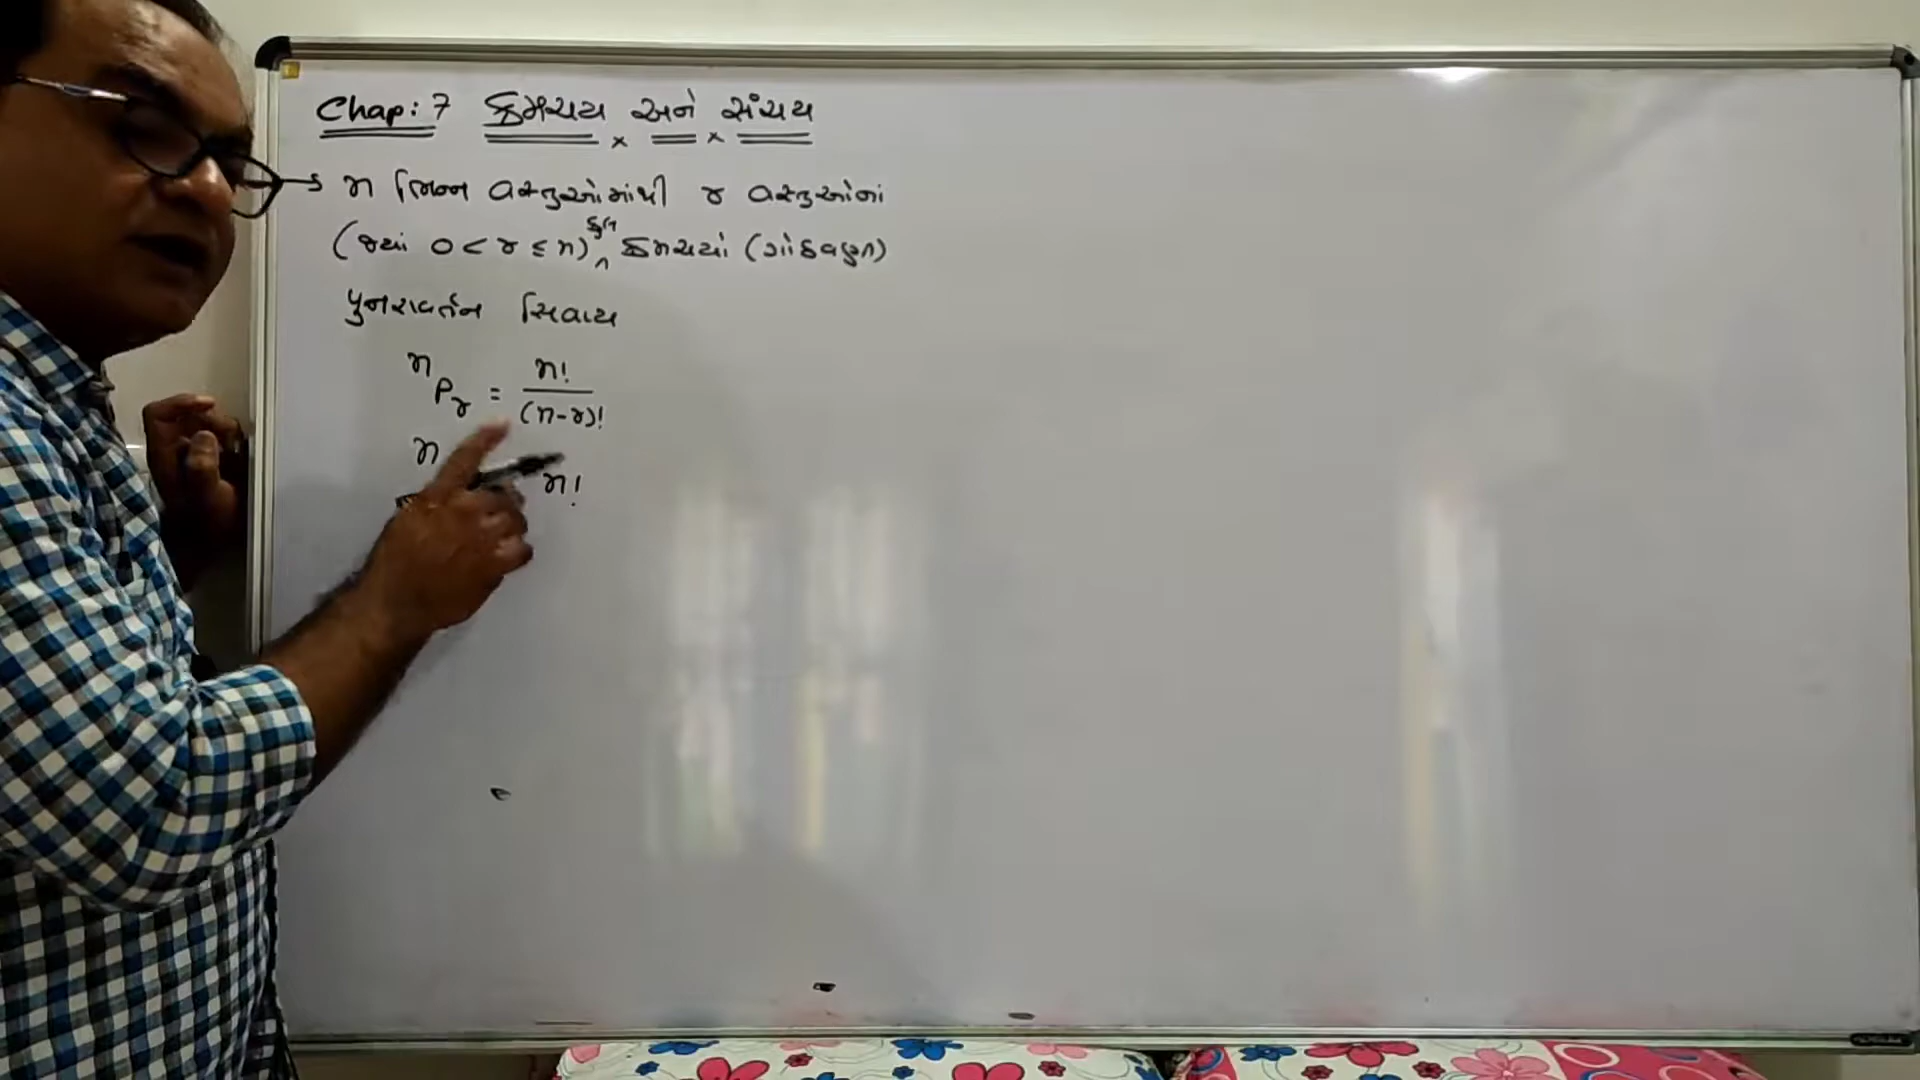 Chap: 7 ક્રમચય અને સંચય
→ n ભિન્ન વસ્તુઓમાંથી r વસ્તુઓનાં
(જ્યાં 0 < r ≤ n) કુલ ક્રમચયો (ગોઠવણી)
પુનરાવર્તન સિવાય
ⁿPᵣ = n! / (n-r)!
n n!